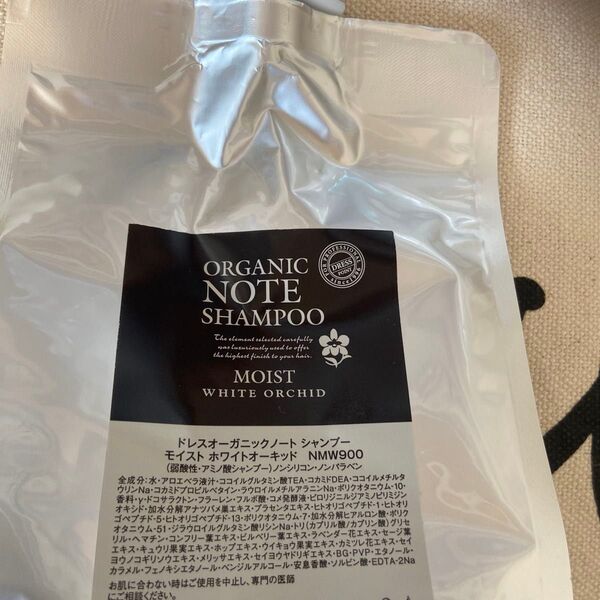 ORGANIC
NOTE
SHAMPOO
FOR PROFESSIONAL
DRESS
POINT
since 1996
The element selected carefully
was luxuriously used to offer
the highest finish to your hair.
MOIST
WHITE ORCHID
ドレスオーガニックノート シャンプー
モイスト ホワイトオーキッド NMW900
(弱酸性・アミノ酸シャンプー)ノンシリコン・ノンパラベン
全成分:水・アロエベラ液汁・ココイルグルタミン酸TEA・コカミドDEA・ココイルメチルタ
ウリンNa・コカミドプロピルベタイン・ラウロイルメチルアラニンNa・ポリクオタニウム-10・
香料・γ-ドコサラクトン・フラーレン・フルボ酸・コメ発酵液・ピロリジニルジアミノピリミジン
オキシド・加水分解アナツバメ巣エキス・プラセンタエキス・ヒトオリゴペプチド-1・ヒトオリ
ゴペプチド-5・ヒトオリゴペプチド-13・ポリクオタニウム-7・加水分解ヒアルロン酸・ポリク
オタニウム-51・ジラウロイルグルタミン酸リシンNa・トリ(カプリル酸/カプリン酸)グリセ
リル・ヘマチン・コンフリー葉エキス・ビルベリー葉エキス・ラベンダー花エキス・セージ葉
エキス・キュウリ果実エキス・ホップエキス・ウイキョウ果実エキス・カミツレ花エキス・セイ
ヨウノコギリソウエキス・メリッサエキス・セイヨウヤドリギエキス・BG・PVP・エタノール・
カラメル・フェノキシエタノール・ベンジルアルコール・安息香酸・ソルビン酸・EDTA-2Na
お肌に合わない時はご使用を中止し、専門の医師
にご相談ください。